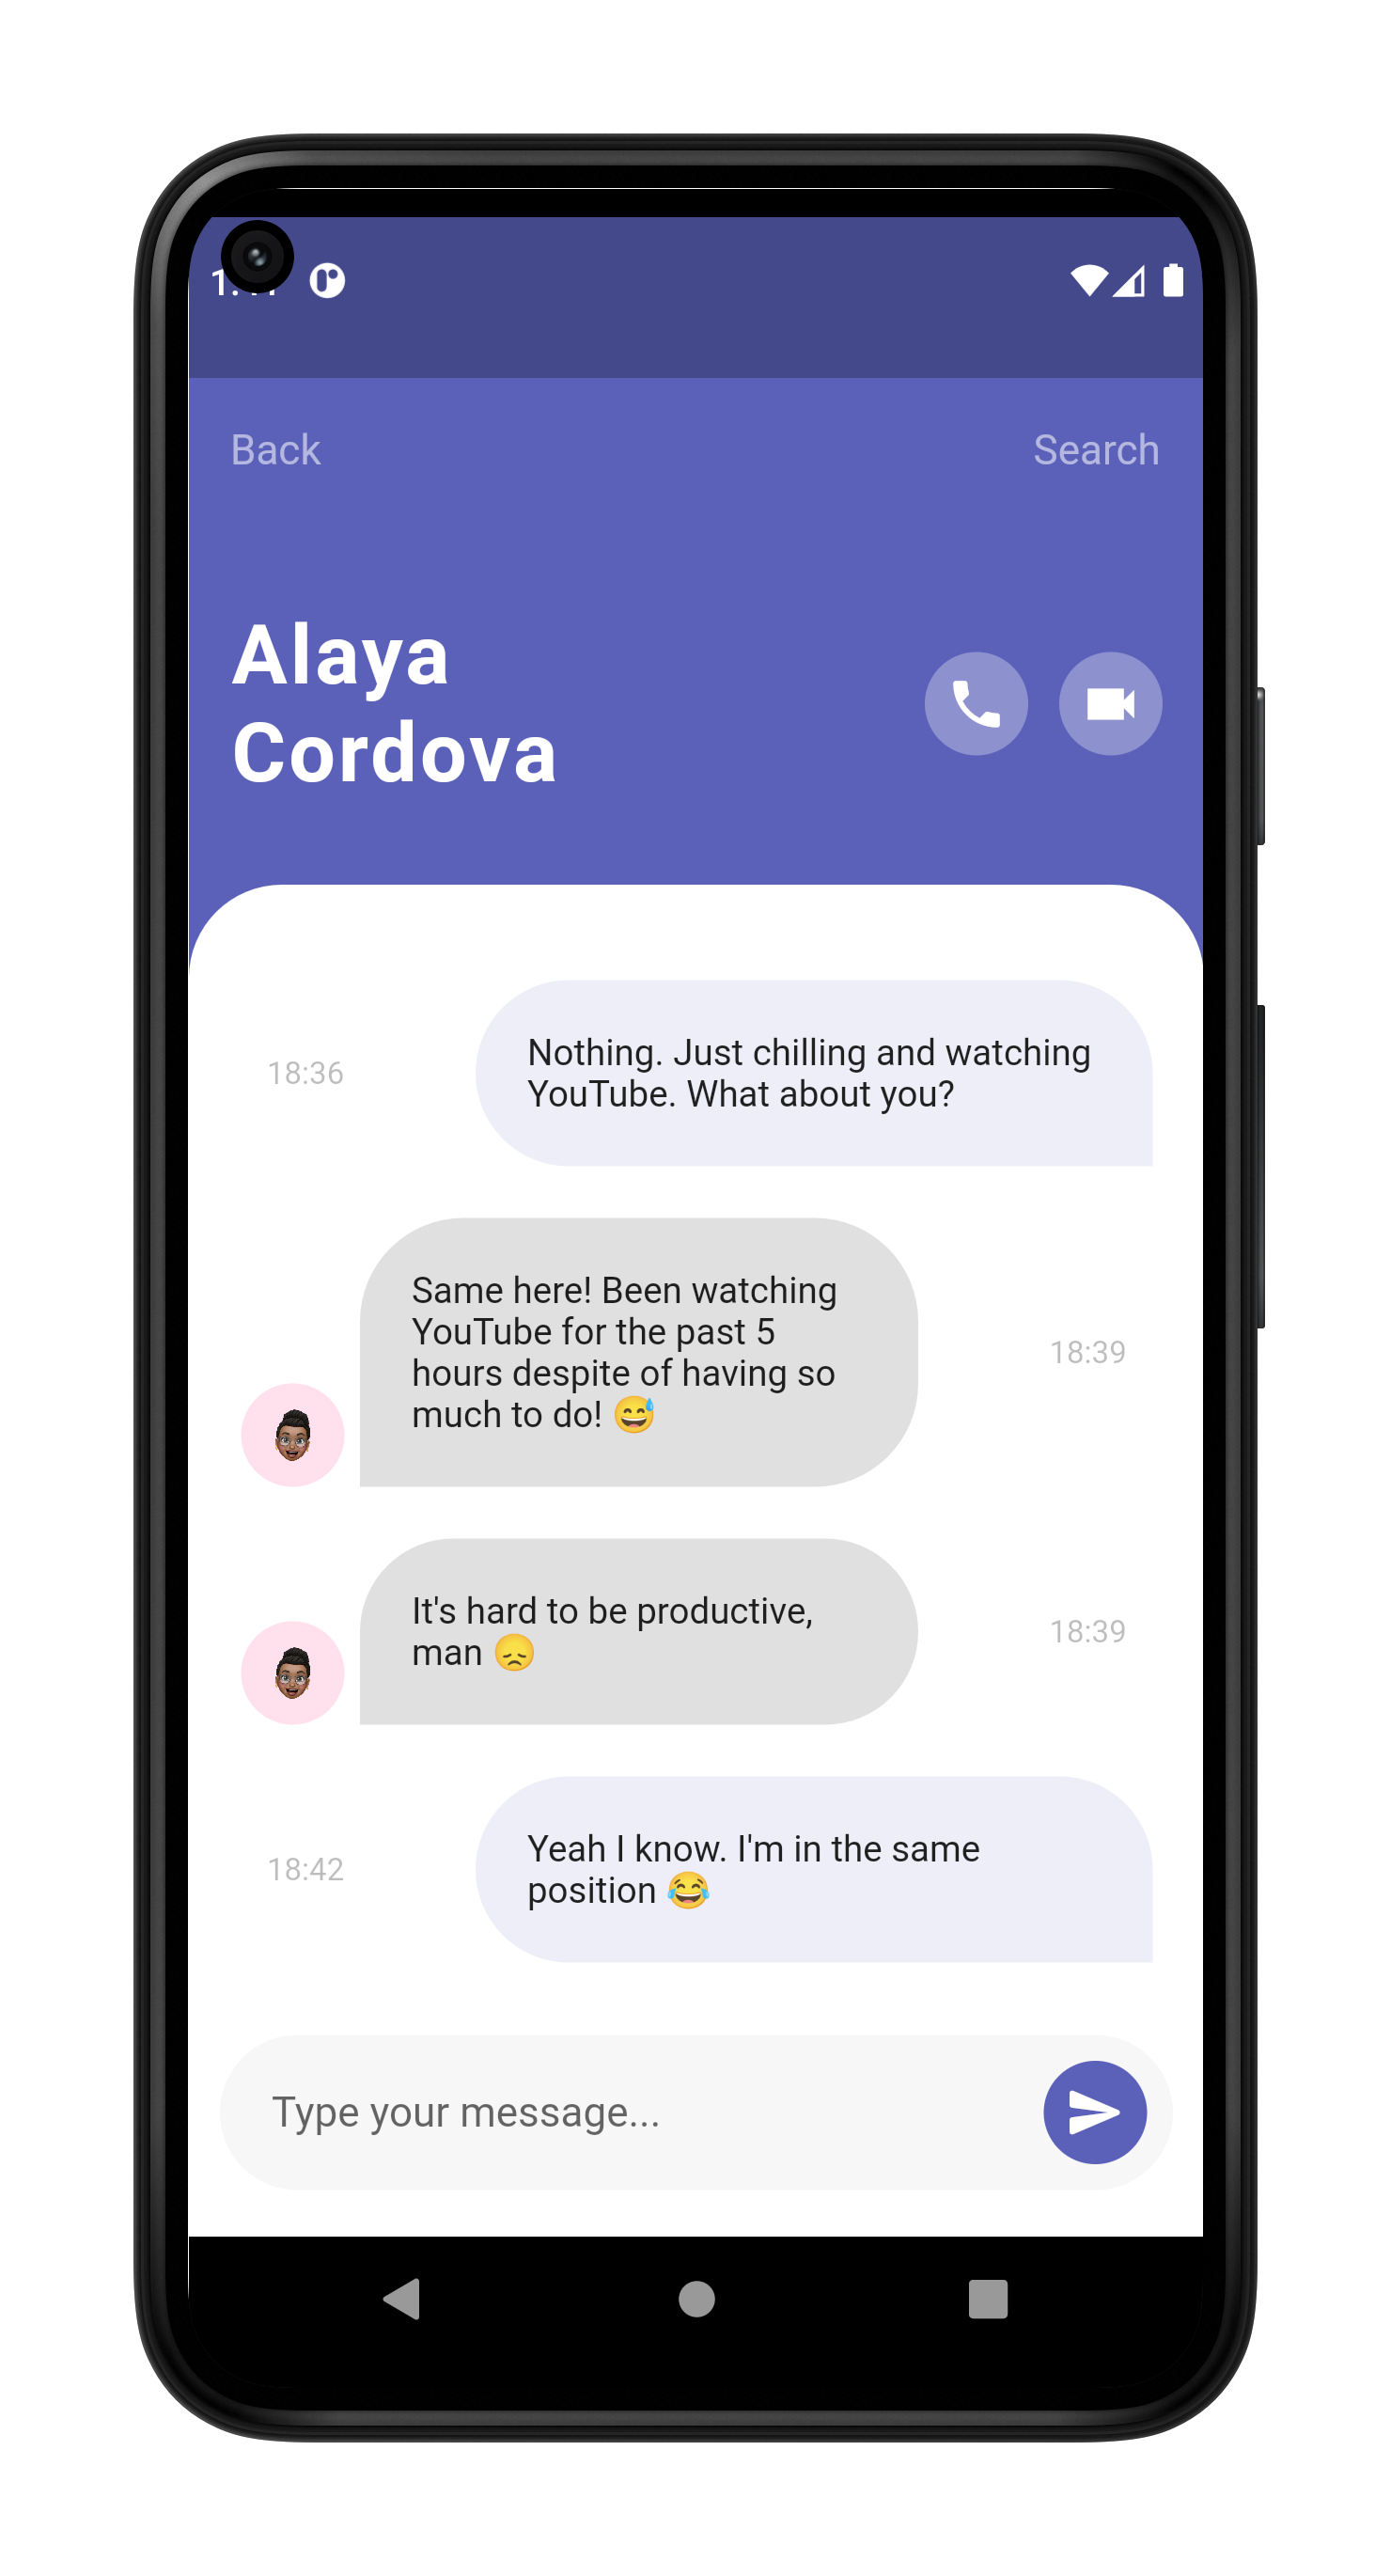 Back
Search
Alaya
Cordova
18:36
Nothing. Just chilling and watching
YouTube. What about you?
Same here! Been watching
YouTube for the past 5
hours despite of having so
much to do! 😅
18:39
It's hard to be productive,
man 😞
18:39
18:42
Yeah I know. I'm in the same
position 😂
Type your message...